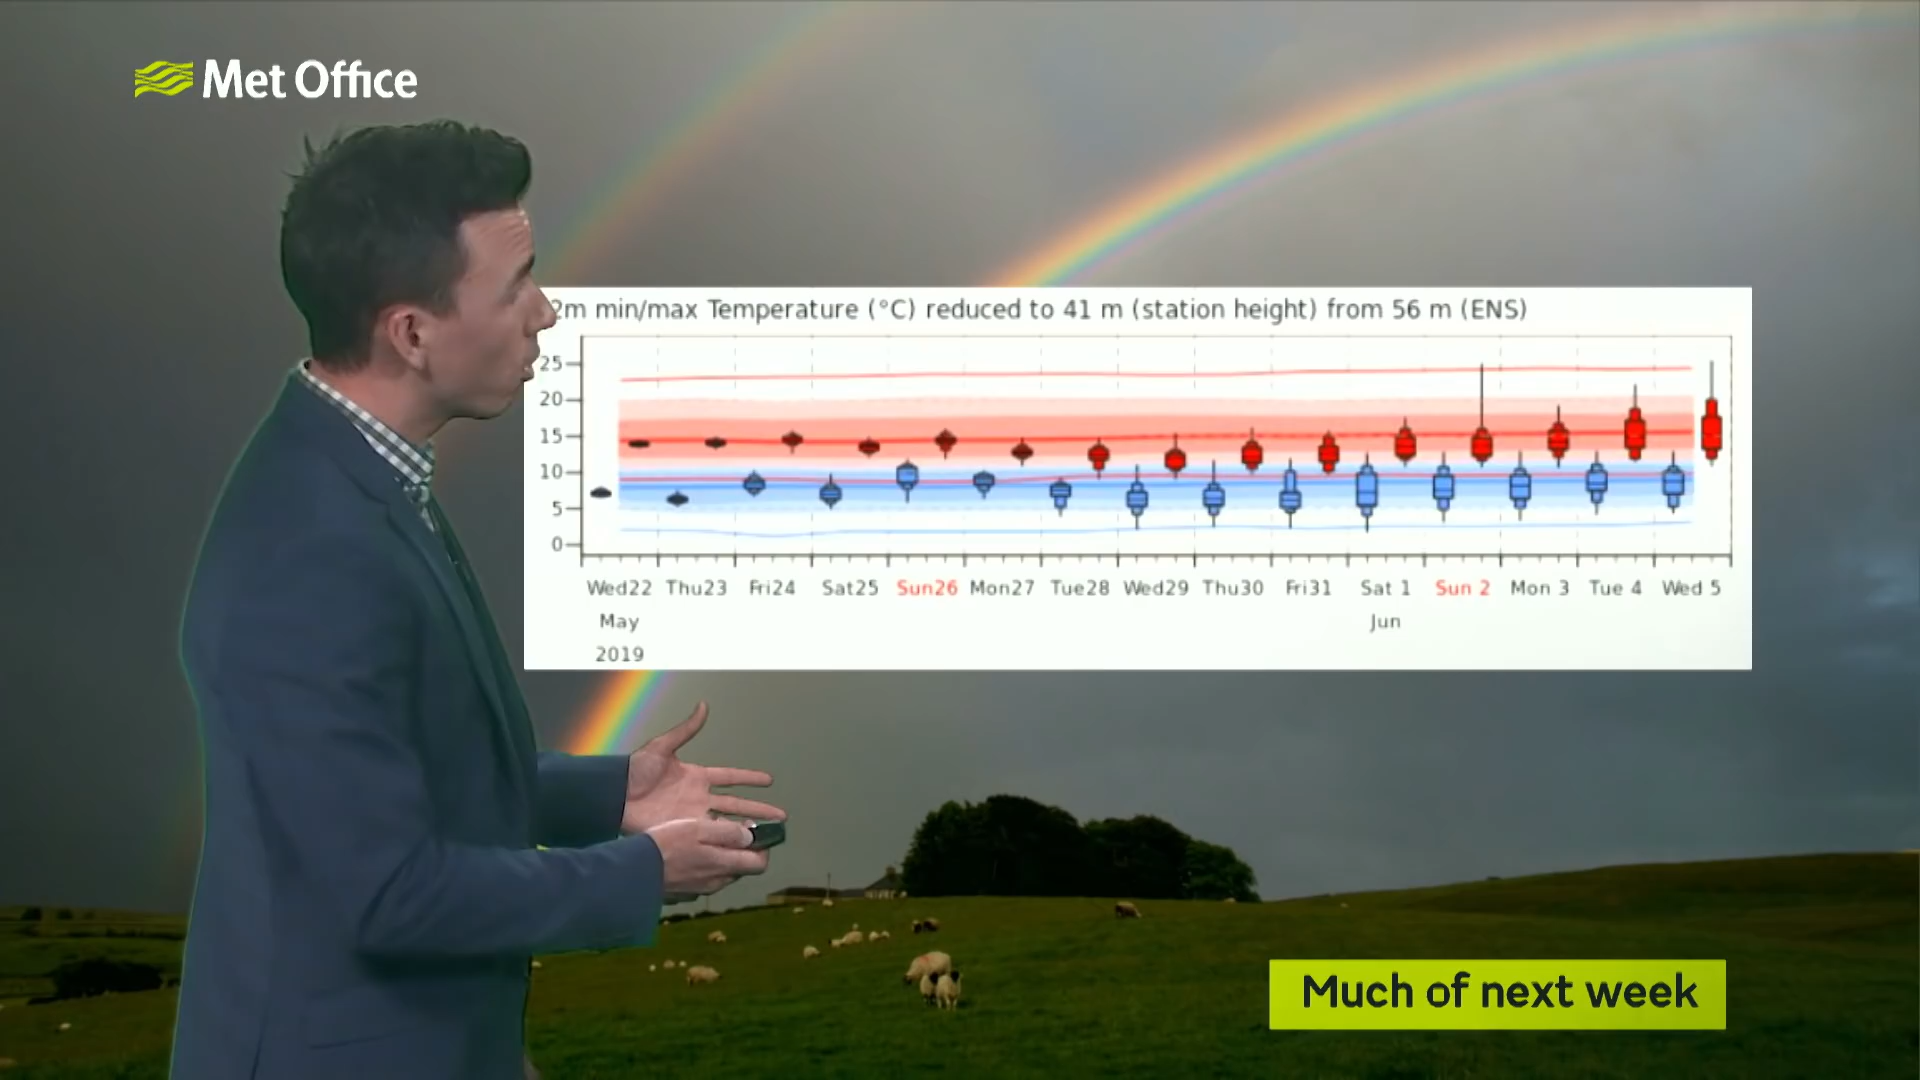 Met Office
2m min/max Temperature (°C) reduced to 41 m (station height) from 56 m (ENS)
25
20
15
10
5
0
Wed22 Thu23 Fri24 Sat25 Sun26 Mon27 Tue28 Wed29 Thu30 Fri31 Sat 1 Sun 2 Mon 3 Tue 4 Wed 5
May Jun
2019
Much of next week